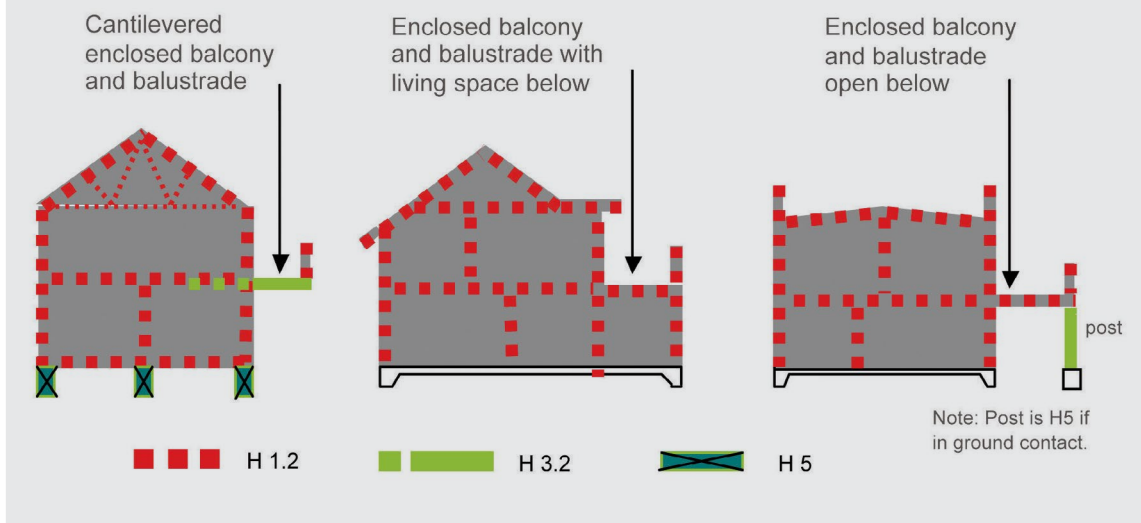 Cantilevered
enclosed balcony
and balustrade
Enclosed balcony
and balustrade with
living space below
Enclosed balcony
and balustrade
open below
post
Note: Post is H5 if
in ground contact.
H 1.2
H 3.2
H 5